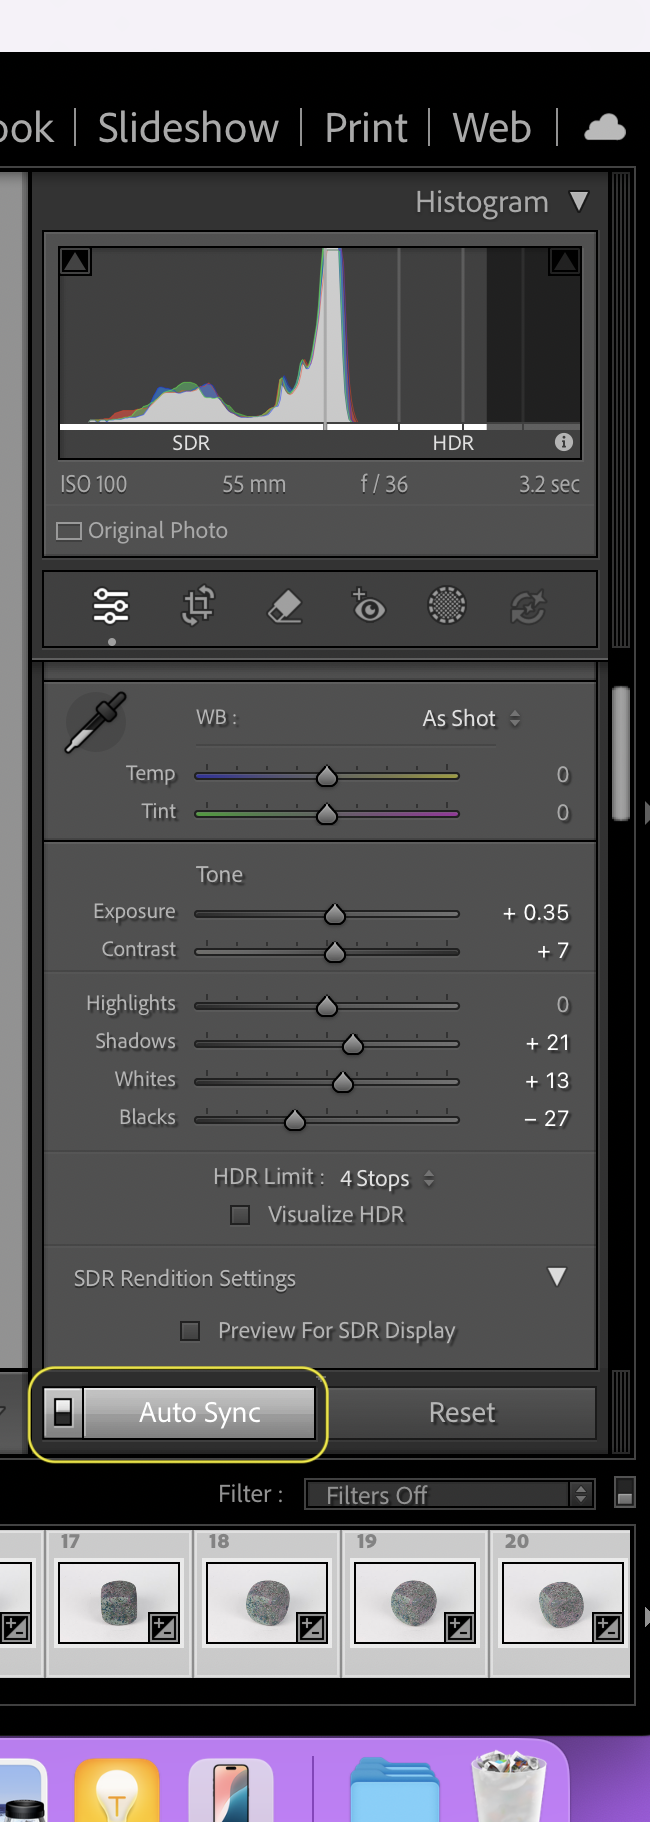 ook | Slideshow | Print | Web |
Histogram
SDR HDR
ISO 100 55 mm f / 36 3.2 sec
Original Photo
WB : As Shot
Temp 0
Tint 0
Tone
Exposure + 0.35
Contrast + 7
Highlights 0
Shadows + 21
Whites + 13
Blacks – 27
HDR Limit : 4 Stops
Visualize HDR
SDR Rendition Settings
Preview For SDR Display
Auto Sync Reset
Filter : Filters Off
17 18 19 20
T